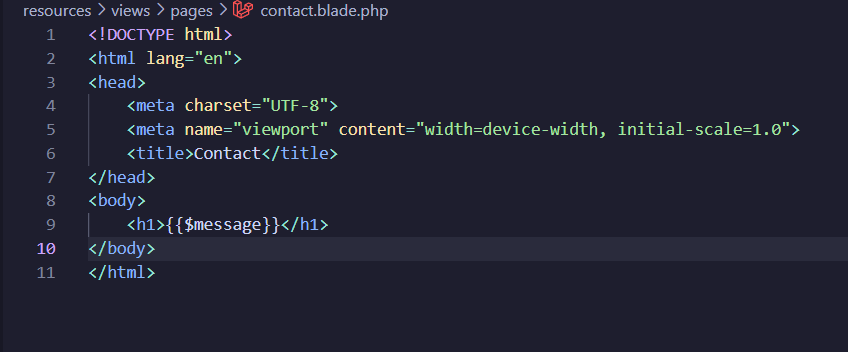 resources > views > pages > contact.blade.php
1 <!DOCTYPE html>
2 <html lang="en">
3 <head>
4     <meta charset="UTF-8">
5     <meta name="viewport" content="width=device-width, initial-scale=1.0">
6     <title>Contact</title>
7 </head>
8 <body>
9     <h1>{{$message}}</h1>
10 </body>
11 </html>